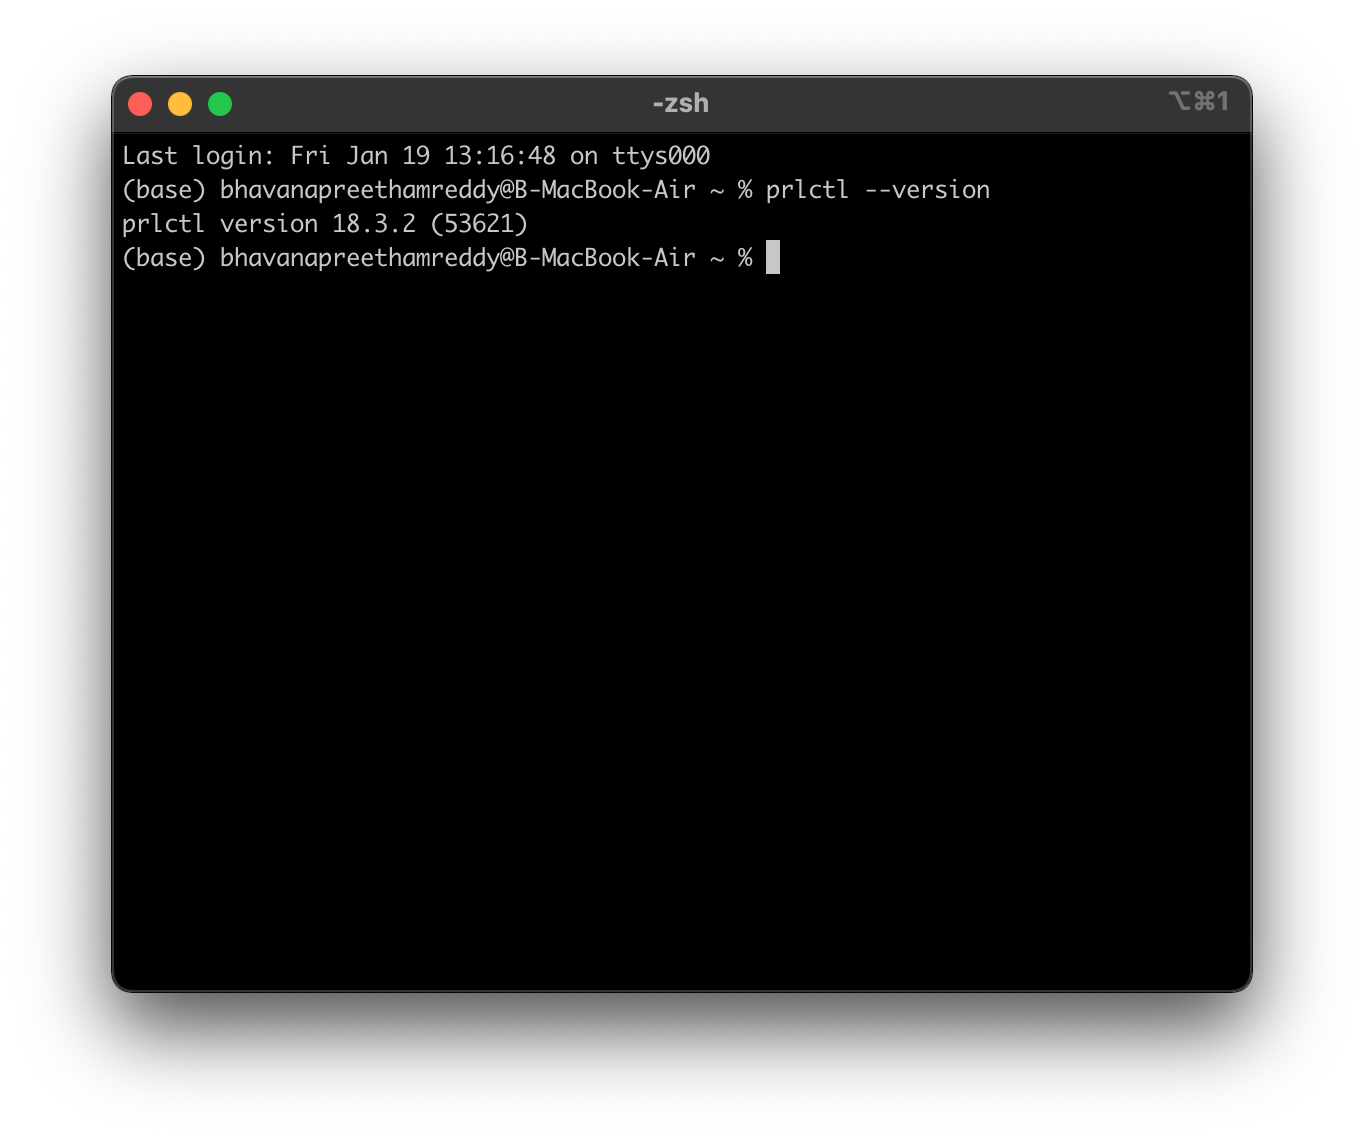 -zsh
⌥⌘1
Last login: Fri Jan 19 13:16:48 on ttys000
(base) bhavanapreethamreddy@B-MacBook-Air ~ % prlctl --version
prlctl version 18.3.2 (53621)
(base) bhavanapreethamreddy@B-MacBook-Air ~ %